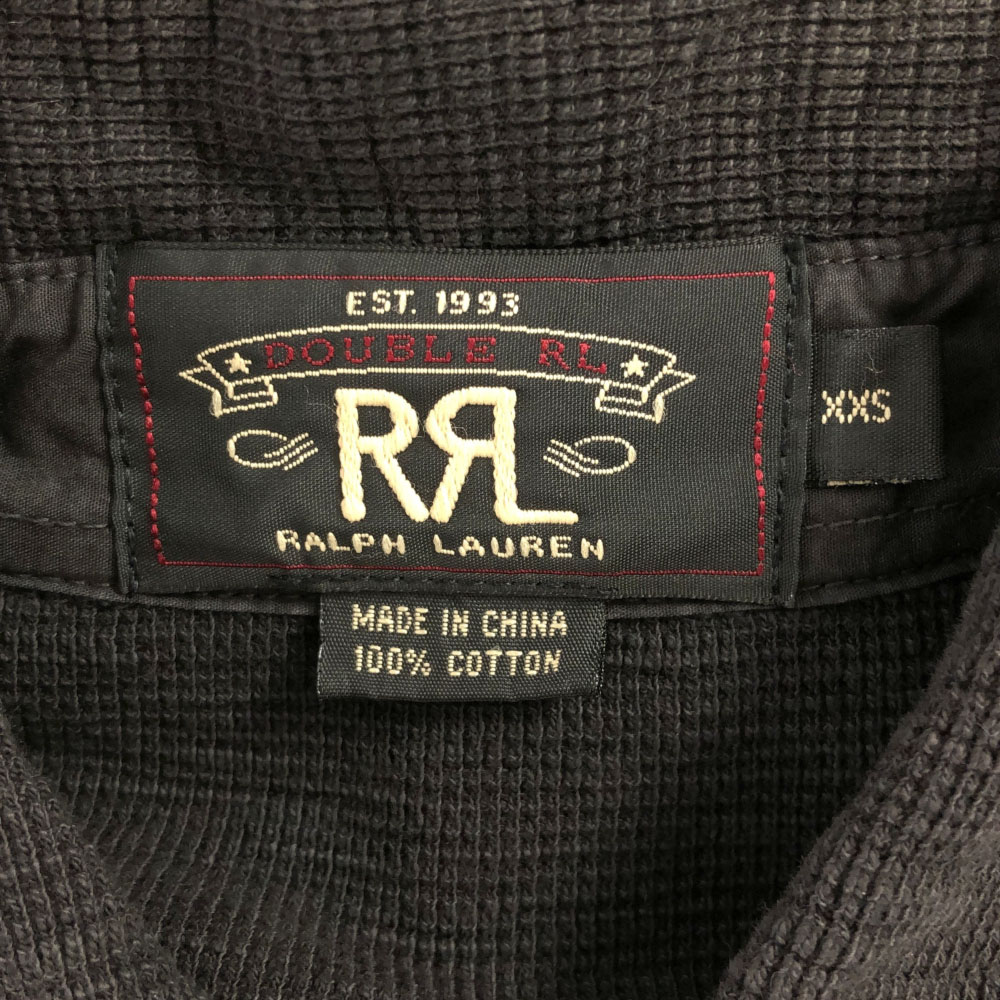 EST. 1993
DOUBLE RL
RRL
RALPH LAUREN
XXS
MADE IN CHINA
100% COTTON